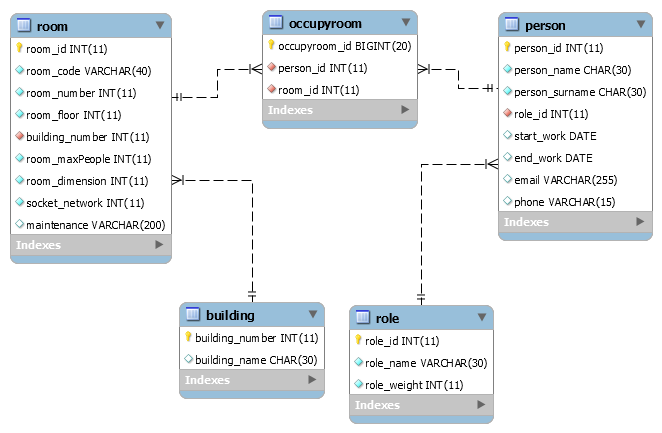 room
room_id INT(11)
room_code VARCHAR(40)
room_number INT(11)
room_floor INT(11)
building_number INT(11)
room_maxPeople INT(11)
room_dimension INT(11)
socket_network INT(11)
maintenance VARCHAR(200)
Indexes
occupyroom
occupyroom_id BIGINT(20)
person_id INT(11)
room_id INT(11)
Indexes
person
person_id INT(11)
person_name CHAR(30)
person_surname CHAR(30)
role_id INT(11)
start_work DATE
end_work DATE
email VARCHAR(255)
phone VARCHAR(15)
Indexes
building
building_number INT(11)
building_name CHAR(30)
Indexes
role
role_id INT(11)
role_name VARCHAR(30)
role_weight INT(11)
Indexes